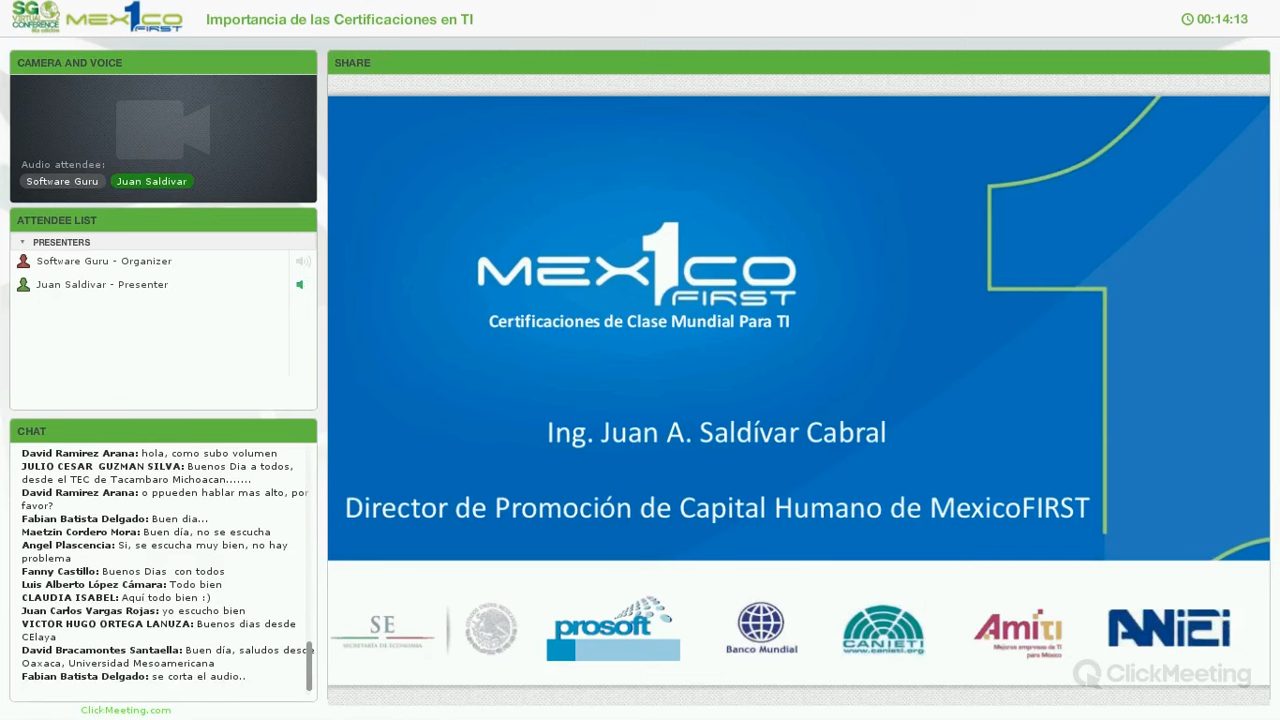 SG
VIRTUAL
CONFERENCE
MEX1CO
FIRST
Importancia de las Certificaciones en TI
00:14:13
CAMERA AND VOICE
Audio attendee:
Software Guru
Juan Saldivar
ATTENDEE LIST
PRESENTERS
Software Guru - Organizer
Juan Saldivar - Presenter
CHAT
David Ramirez Arana: hola, como subo volumen
JULIO CESAR GUZMAN SILVA: Buenos Dia a todos,
desde el TEC de Tacambaro Michoacan.......
David Ramirez Arana: o ppueden hablar mas alto, por
favor?
Fabian Batista Delgado: Buen dia...
Maetzin Cordero Mora: Buen día, no se escucha
Angel Plascencia: Si, se escucha muy bien, no hay
problema
Fanny Castillo: Buenos Dias con todos
Luis Alberto López Cámara: Todo bien
CLAUDIA ISABEL: Aquí todo bien :)
Juan Carlos Vargas Rojas: yo escucho bien
VICTOR HUGO ORTEGA LANUZA: Buenos dias desde
CElaya
David Bracamontes Santaella: Buen día, saludos desde
Oaxaca, Universidad Mesoamericana
Fabian Batista Delgado: se corta el audio..
ClickMeeting.com
SHARE
MEX1CO
FIRST
Certificaciones de Clase Mundial Para TI
Ing. Juan A. Saldívar Cabral
Director de Promoción de Capital Humano de MexicoFIRST
SE
SECRETARÍA DE ECONOMÍA
prosoft
Banco Mundial
CANIETI
www.canieti.org
Amiti
Mejores empresas de TI
para México
ANIEI
ClickMeeting